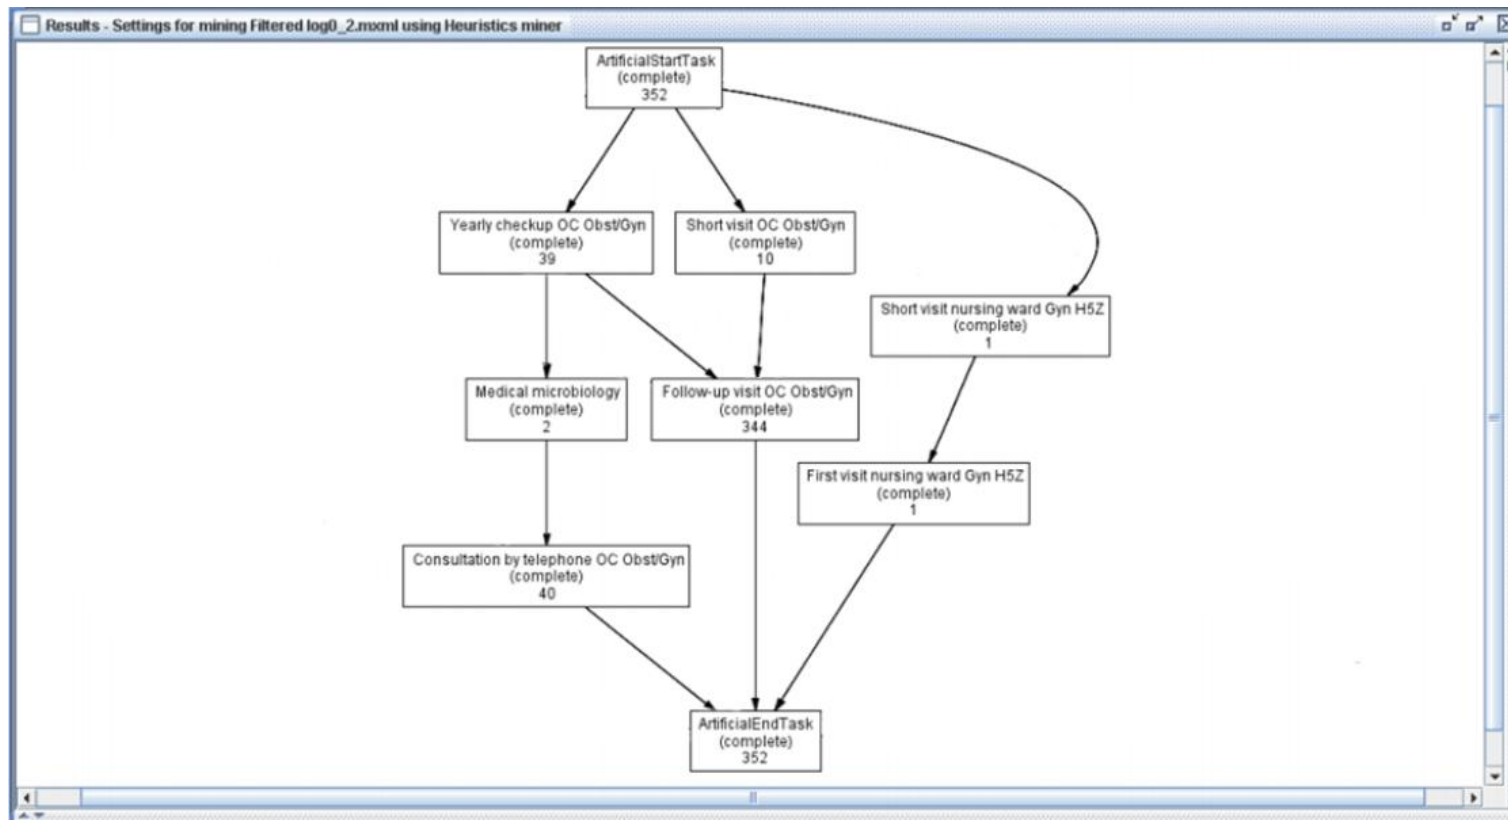 Results - Settings for mining Filtered log0_2.mxml using Heuristics miner
ArtificialStartTask
(complete)
352
Yearly checkup OC Obst/Gyn
(complete)
39
Short visit OC Obst/Gyn
(complete)
10
Short visit nursing ward Gyn H5Z
(complete)
1
Medical microbiology
(complete)
2
Follow-up visit OC Obst/Gyn
(complete)
344
First visit nursing ward Gyn H5Z
(complete)
1
Consultation by telephone OC Obst/Gyn
(complete)
40
ArtificialEndTask
(complete)
352